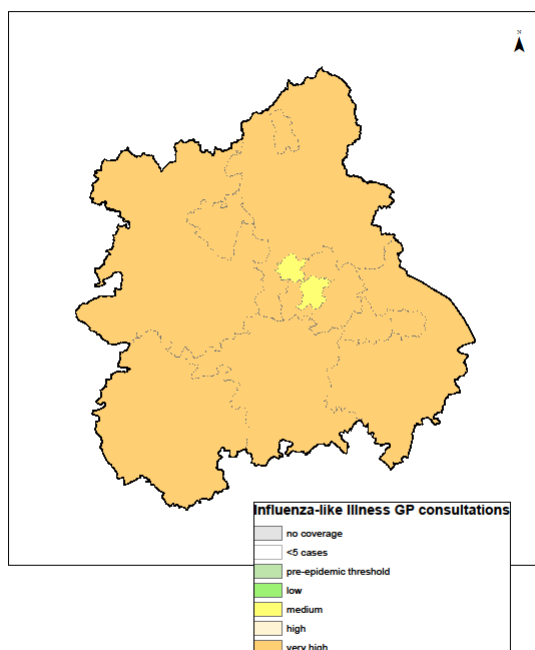 N
Influenza-like Illness GP consultations
no coverage
<5 cases
pre-epidemic threshold
low
medium
high
very high